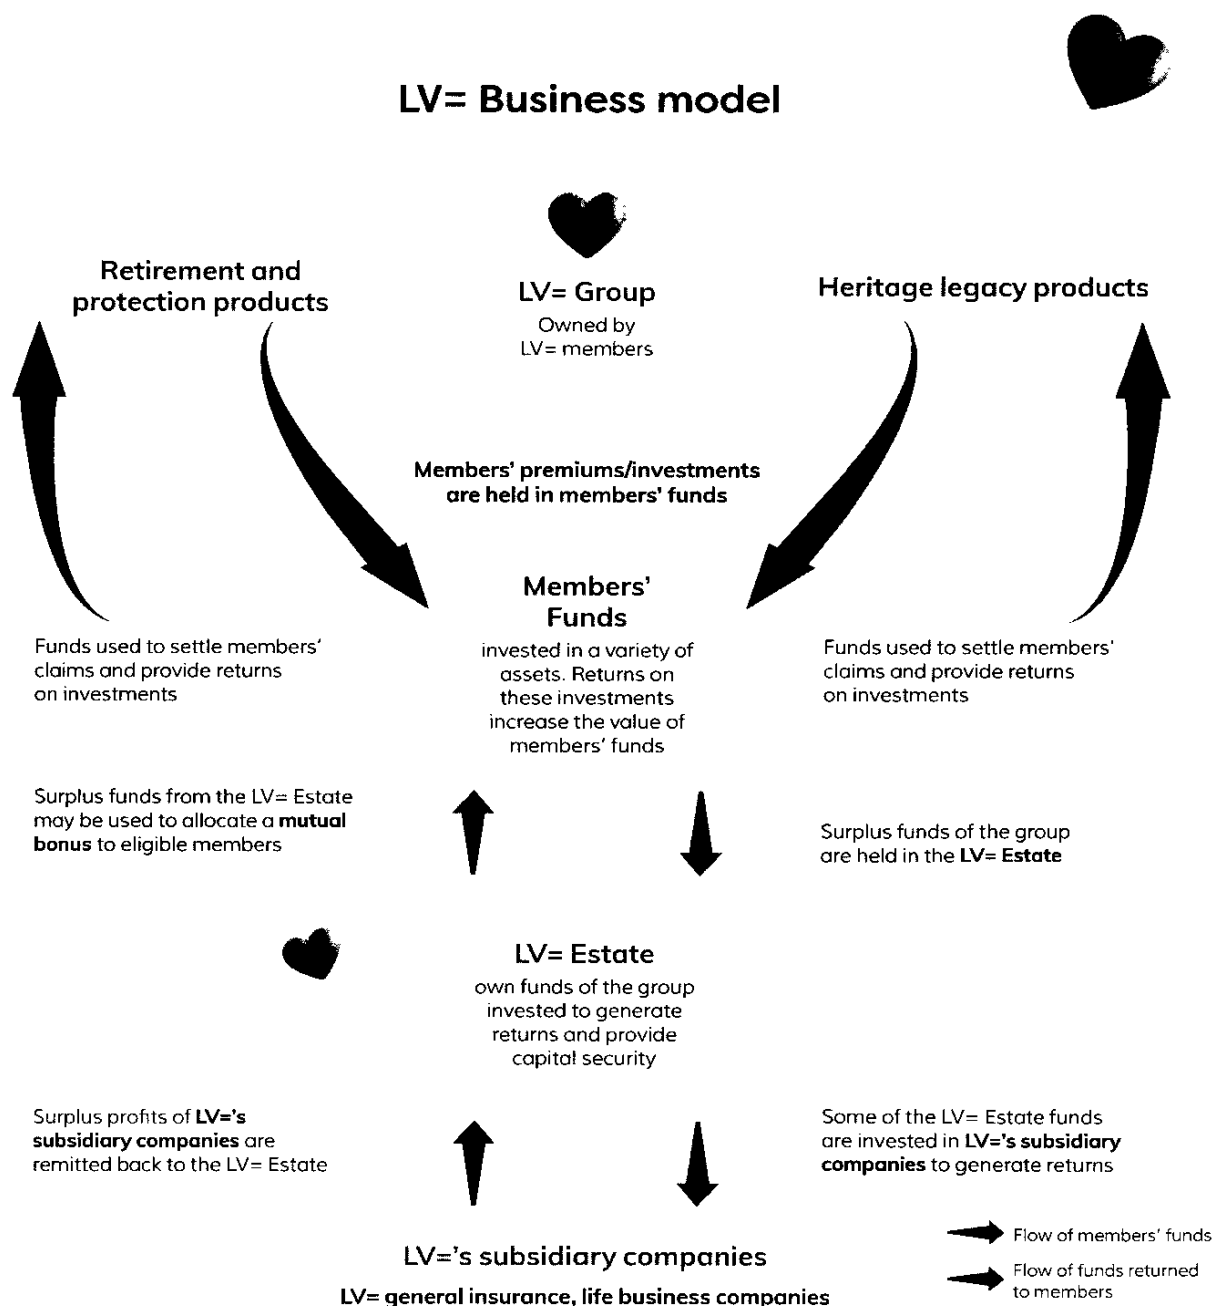 LV= Business model
Retirement and
protection products
LV= Group
Owned by
LV= members
Heritage legacy products
Members' premiums/investments
are held in members' funds
Members'
Funds
invested in a variety of
assets. Returns on
these investments
increase the value of
members' funds
Funds used to settle members'
claims and provide returns
on investments
Funds used to settle members'
claims and provide returns
on investments
Surplus funds from the LV= Estate
may be used to allocate a mutual
bonus to eligible members
Surplus funds of the group
are held in the LV= Estate
LV= Estate
own funds of the group
invested to generate
returns and provide
capital security
Surplus profits of LV='s
subsidiary companies are
remitted back to the LV= Estate
Some of the LV= Estate funds
are invested in LV='s subsidiary
companies to generate returns
LV='s subsidiary companies
LV= general insurance, life business companies
Flow of members' funds
Flow of funds returned
to members